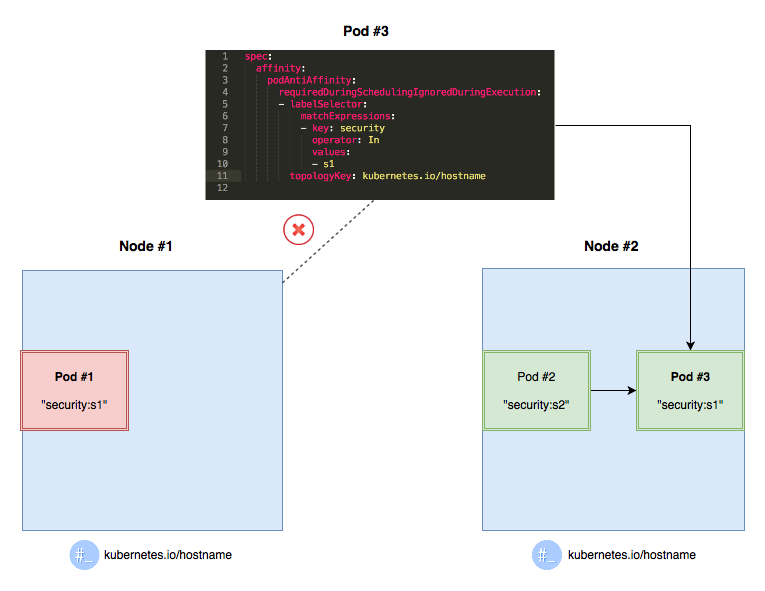 Pod #3
1 spec:
2 affinity:
3 podAntiAffinity:
4 requiredDuringSchedulingIgnoredDuringExecution:
5 - labelSelector:
6 matchExpressions:
7 - key: security
8 operator: In
9 values:
10 - s1
11 topologyKey: kubernetes.io/hostname
12
Node #1
Node #2
Pod #1
"security:s1"
Pod #2
"security:s2"
Pod #3
"security:s1"
#_ kubernetes.io/hostname
#_ kubernetes.io/hostname